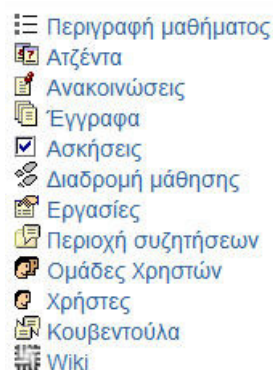 Περιγραφή μαθήματος
Ατζέντα
Ανακοινώσεις
Έγγραφα
Ασκήσεις
Διαδρομή μάθησης
Εργασίες
Περιοχή συζητήσεων
Ομάδες Χρηστών
Χρήστες
Κουβεντούλα
Wiki